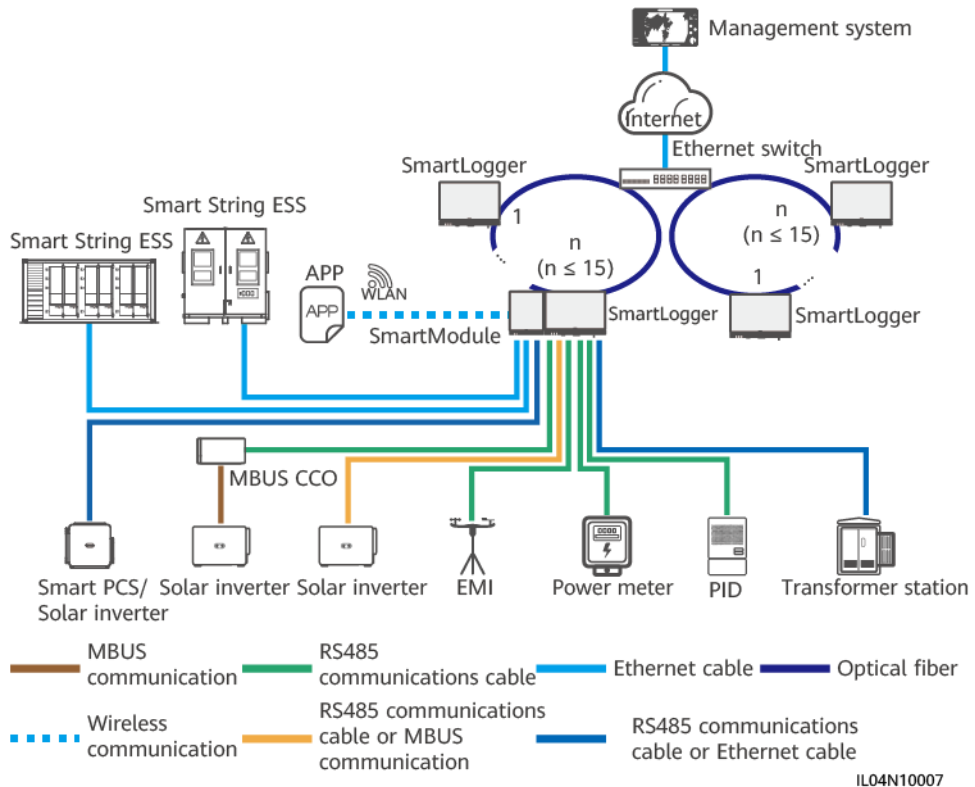 Management system
Internet
Ethernet switch
SmartLogger
SmartLogger
Smart String ESS
Smart String ESS
1
n
(n ≤ 15)
n
(n ≤ 15)
1
APP
WLAN
APP
SmartModule
SmartLogger
SmartLogger
MBUS CCO
Smart PCS/
Solar inverter
Solar inverter
Solar inverter
EMI
Power meter
PID
Transformer station
MBUS
communication
RS485
communications cable
Ethernet cable
Optical fiber
Wireless
communication
RS485 communications
cable or MBUS
communication
RS485 communications
cable or Ethernet cable
IL04N10007